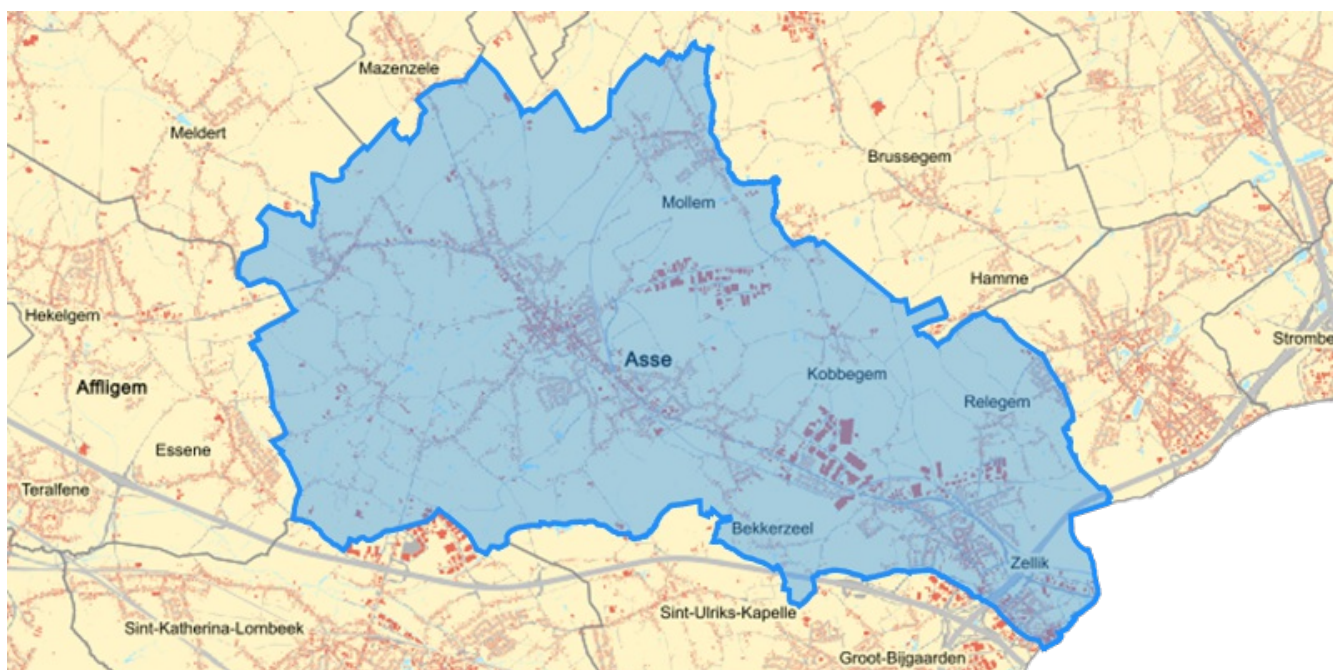 Mazenzele
Meldert
Brussegem
Mollem
Hamme
Hekelgem
Strombe
Asse
Kobbegem
Affligem
Relegem
Essene
Teralfene
Bekkerzeel
Zellik
Sint-Ulriks-Kapelle
Sint-Katherina-Lombeek
Groot-Bijgaarden